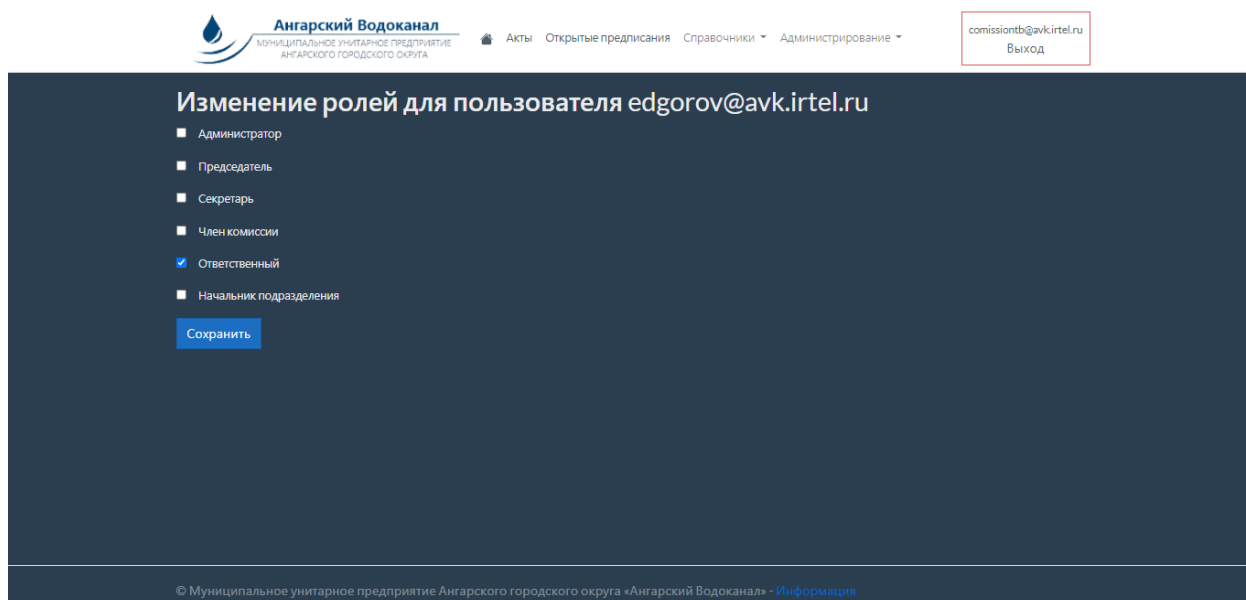 Ангарский Водоканал
МУНИЦИПАЛЬНОЕ УНИТАРНОЕ ПРЕДПРИЯТИЕ
АНГАРСКОГО ГОРОДСКОГО ОКРУГА
Акты Открытые предписания Справочники Администрирование
comissiontb@avk.irtel.ru
Выход
Изменение ролей для пользователя edgorov@avk.irtel.ru
Администратор
Председатель
Секретарь
Член комиссии
Ответственный
Начальник подразделения
Сохранить
© Муниципальное унитарное предприятие Ангарского городского округа «Ангарский Водоканал» - Информация